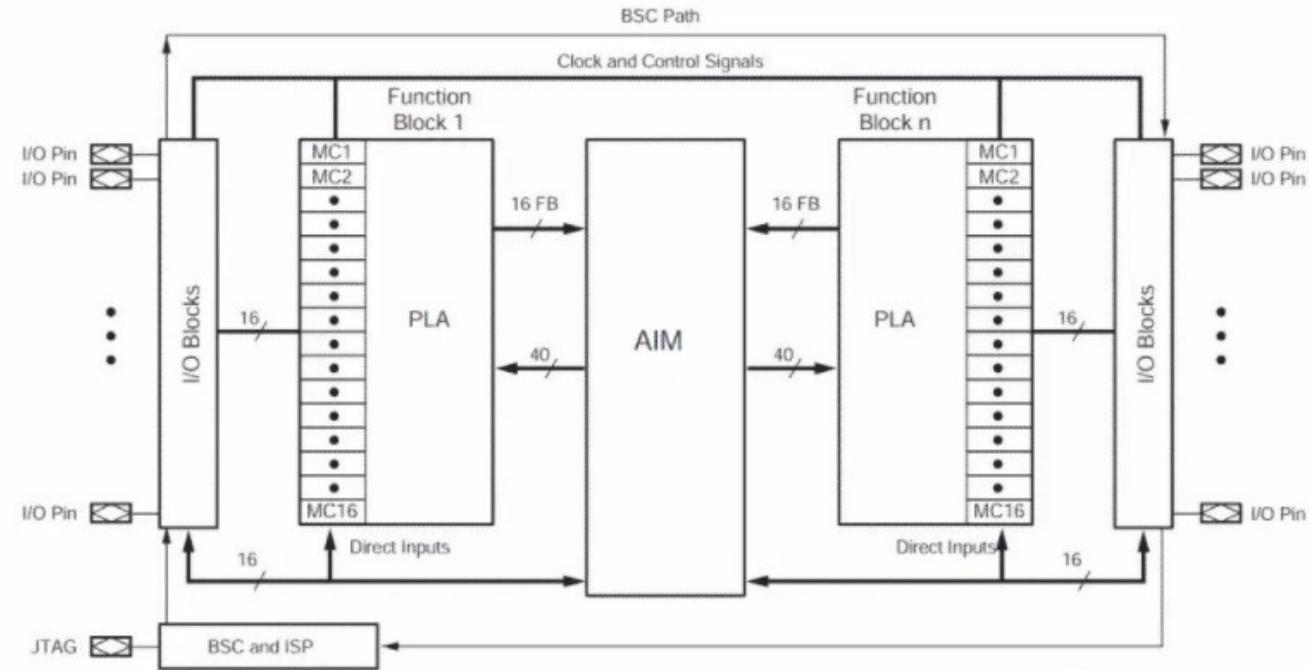 BSC Path
Clock and Control Signals
Function
Block 1
Function
Block n
I/O Pin
MC1
MC1
I/O Pin
I/O Pin
MC2
MC2
I/O Pin
16 FB
16 FB
I/O Blocks
16
PLA
AIM
PLA
16
I/O Blocks
40
40
I/O Pin
MC16
MC16
I/O Pin
Direct Inputs
Direct Inputs
16
16
JTAG
BSC and ISP